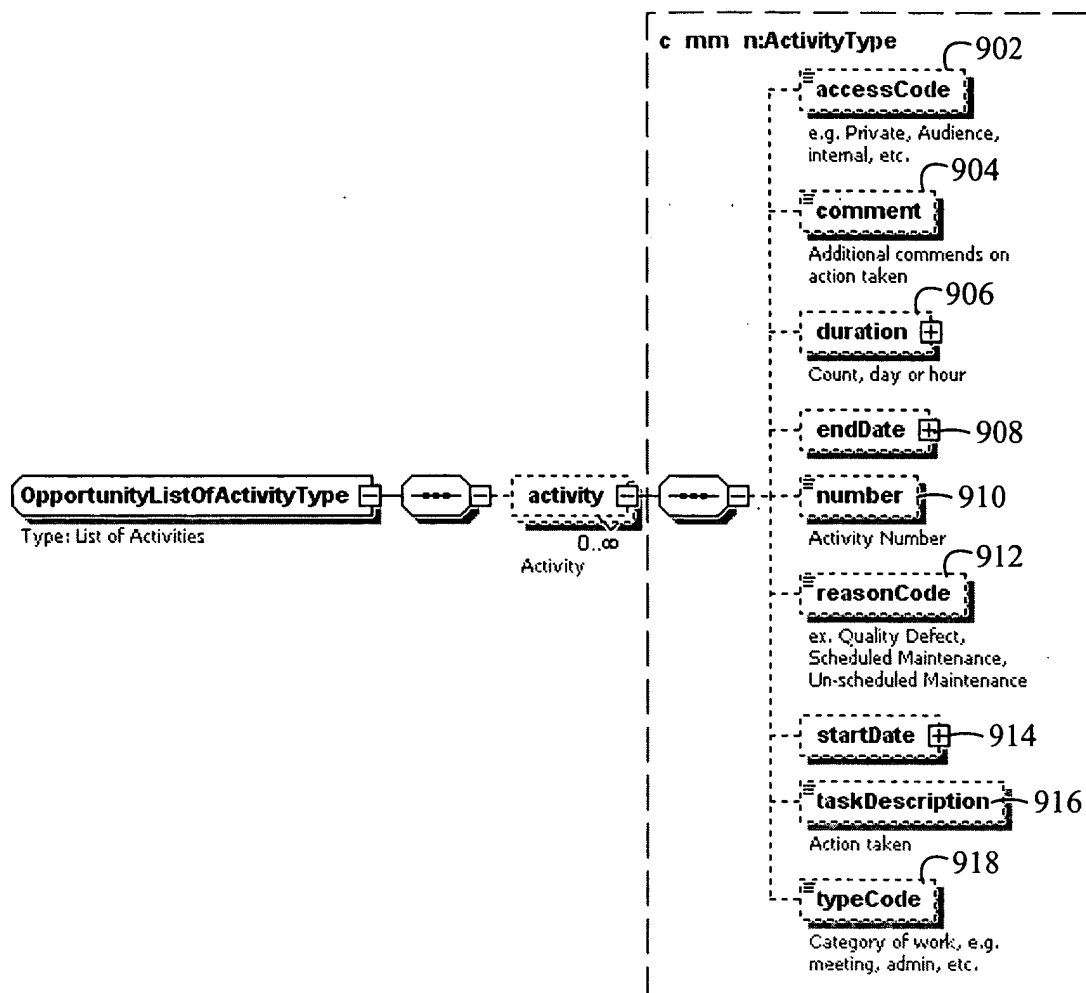 c mm n:ActivityType
902
accessCode
e.g. Private, Audience,
internal, etc.
904
comment
Additional commends on
action taken
906
duration
Count, day or hour
endDate
908
OpportunityListOfActivityType
Type: List of Activities
activity
0..∞
Activity
number
910
Activity Number
912
reasonCode
ex. Quality Defect,
Scheduled Maintenance,
Un-scheduled Maintenance
startDate
914
taskDescription
916
Action taken
918
typeCode
Category of work, e.g.
meeting, admin, etc.